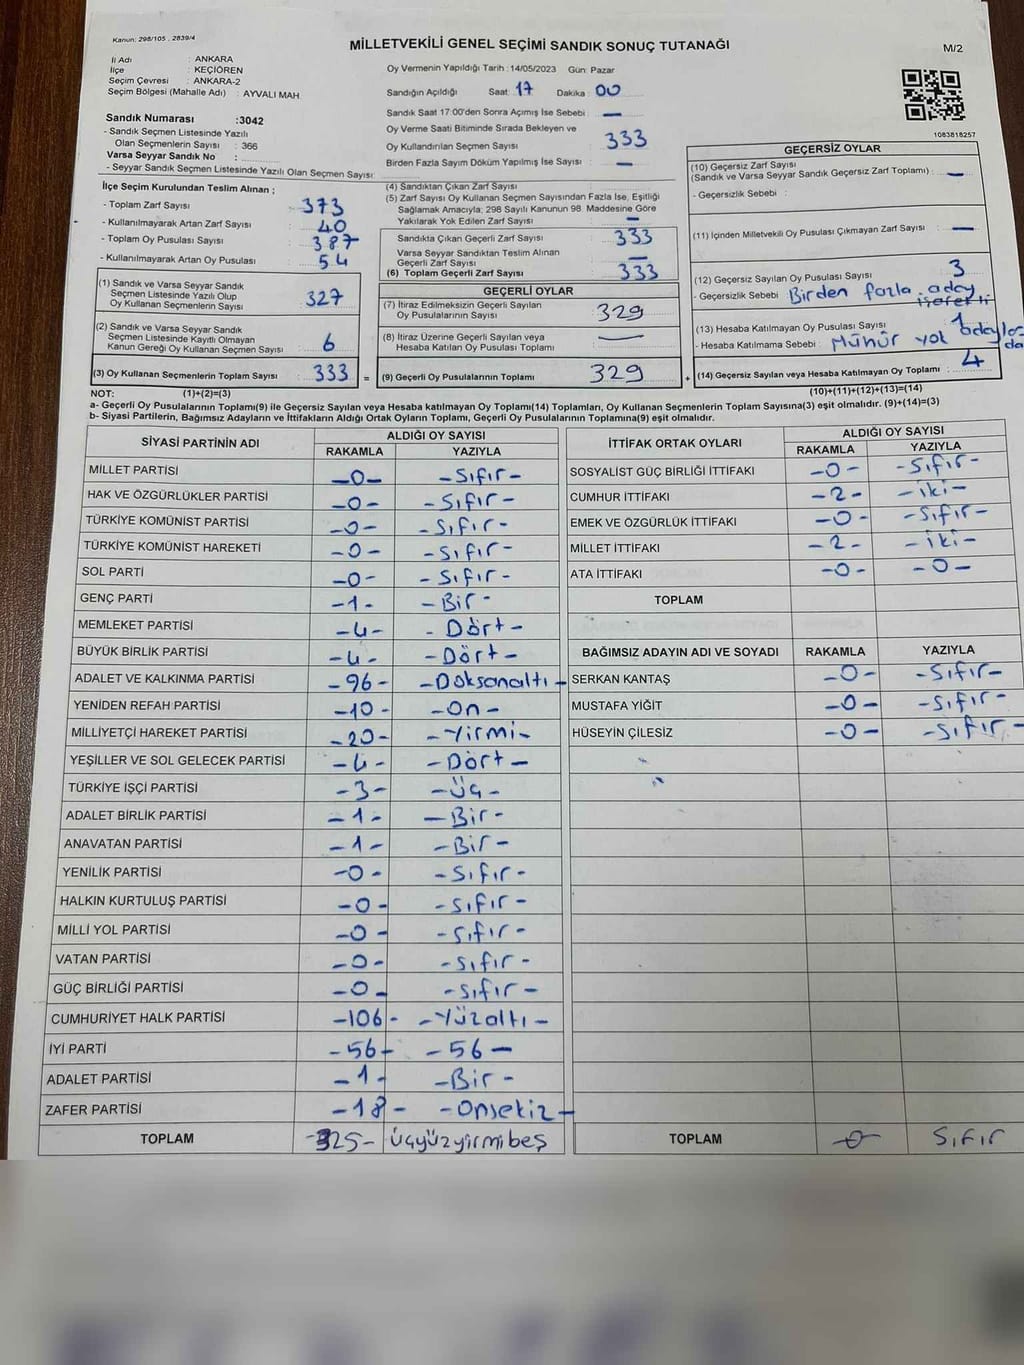 Kanun: 298/105 , 2839/4
MİLLETVEKİLİ GENEL SEÇİMİ SANDIK SONUÇ TUTANAĞI
M/2
İl Adı : ANKARA
İlçe : KEÇİÖREN
Seçim Çevresi : ANKARA-2
Seçim Bölgesi (Mahalle Adı) : AYVALI MAH.
Oy Vermenin Yapıldığı Tarih : 14/05/2023 Gün: Pazar
Sandığın Açıldığı Saat : 17 Dakika : 00
Sandık Saat 17:00'den Sonra Açımış İse Sebebi : —
Oy Verme Saati Bitiminde Sırada Bekleyen ve
Oy Kullandırılan Seçmen Sayısı : 333
Birden Fazla Sayım Döküm Yapılmış İse Sayısı : —
1083818257
Sandık Numarası :3042
- Sandık Seçmen Listesinde Yazılı
Olan Seçmenlerin Sayısı : 366
Varsa Seyyar Sandık No :
- Seyyar Sandık Seçmen Listesinde Yazılı Olan Seçmen Sayısı:
İlçe Seçim Kurulundan Teslim Alınan ;
- Toplam Zarf Sayısı : 373
- Kullanılmayarak Artan Zarf Sayısı : 40
- Toplam Oy Pusulası Sayısı : 387
- Kullanılmayarak Artan Oy Pusulası : 54
(4) Sandıktan Çıkan Zarf Sayısı :
(5) Zarf Sayısı Oy Kullanan Seçmen Sayısından Fazla İse, Eşitliği
Sağlamak Amacıyla, 298 Sayılı Kanunun 98. Maddesine Göre
Yakılarak Yok Edilen Zarf Sayısı : —
Sandıkta Çıkan Geçerli Zarf Sayısı : 333
Varsa Seyyar Sandıktan Teslim Alınan
Geçerli Zarf Sayısı : —
(6) Toplam Geçerli Zarf Sayısı : 333
GEÇERSİZ OYLAR
(10) Geçersiz Zarf Sayısı
(Sandık ve Varsa Seyyar Sandık Geçersiz Zarf Toplamı) : —
- Geçersizlik Sebebi :
(11) İçinden Milletvekili Oy Pusulası Çıkmayan Zarf Sayısı : —
(12) Geçersiz Sayılan Oy Pusulası Sayısı : 3
- Geçersizlik Sebebi : Birden fazla aday
(13) Hesaba Katılmayan Oy Pusulası Sayısı : 1
- Hesaba Katılmama Sebebi : Mühür yok
(14) Geçersiz Sayılan veya Hesaba Katılmayan Oy Toplamı : 4
(1) Sandık ve Varsa Seyyar Sandık
Seçmen Listesinde Yazılı Olup
Oy Kullanan Seçmenlerin Sayısı : 327
(2) Sandık ve Varsa Seyyar Sandık
Seçmen Listesinde Kayıtlı Olmayan
Kanun Gereği Oy Kullanan Seçmen Sayısı : 6
(3) Oy Kullanan Seçmenlerin Toplam Sayısı : 333 =
GEÇERLİ OYLAR
(7) İtiraz Edilmeksizin Geçerli Sayılan
Oy Pusulalarının Sayısı : 329
(8) İtiraz Üzerine Geçerli Sayılan veya
Hesaba Katılan Oy Pusulası Toplamı : —
(9) Geçerli Oy Pusulalarının Toplamı : 329 +
NOT: (1)+(2)=(3)
(10)+(11)+(12)+(13)=(14)
a- Geçerli Oy Pusulalarının Toplamı(9) ile Geçersiz Sayılan veya Hesaba katılmayan Oy Toplamı(14) Toplamları, Oy Kullanan Seçmenlerin Toplam Sayısına(3) eşit olmalıdır. (9)+(14)=(3)
b- Siyasi Partilerin, Bağımsız Adayların ve İttifakların Aldığı Ortak Oyların Toplamı, Geçerli Oy Pusulalarının Toplamına(9) eşit olmalıdır.
SİYASİ PARTİNİN ADI ALDIĞI OY SAYISI
RAKAMLA YAZIYLA
MİLLET PARTİSİ -0- -Sıfır-
HAK VE ÖZGÜRLÜKLER PARTİSİ -0- -Sıfır-
TÜRKİYE KOMÜNİST PARTİSİ -0- -Sıfır-
TÜRKİYE KOMÜNİST HAREKETİ -0- -Sıfır-
SOL PARTİ -0- -Sıfır-
GENÇ PARTİ -1- -Bir-
MEMLEKET PARTİSİ -4- -Dört-
BÜYÜK BİRLİK PARTİSİ -4- -Dört-
ADALET VE KALKINMA PARTİSİ -96- -Doksanaltı-
YENİDEN REFAH PARTİSİ -10- -On-
MİLLİYETÇİ HAREKET PARTİSİ -20- -Yirmi-
YEŞİLLER VE SOL GELECEK PARTİSİ -4- -Dört-
TÜRKİYE İŞÇİ PARTİSİ -3- -Üç-
ADALET BİRLİK PARTİSİ -1- -Bir-
ANAVATAN PARTİSİ -1- -Bir-
YENİLİK PARTİSİ -0- -Sıfır-
HALKIN KURTULUŞ PARTİSİ -0- -Sıfır-
MİLLİ YOL PARTİSİ -0- -Sıfır-
VATAN PARTİSİ -0- -Sıfır-
GÜÇ BİRLİĞİ PARTİSİ -0- -Sıfır-
CUMHURİYET HALK PARTİSİ -106- -Yüzaltı-
İYİ PARTİ -56- -56-
ADALET PARTİSİ -1- -Bir-
ZAFER PARTİSİ -18- -Onsekiz-
TOPLAM -325- üçyüzyirmibeş
İTTİFAK ORTAK OYLARI ALDIĞI OY SAYISI
RAKAMLA YAZIYLA
SOSYALİST GÜÇ BİRLİĞİ İTTİFAKI -0- -Sıfır-
CUMHUR İTTİFAKI -2- -iki-
EMEK VE ÖZGÜRLÜK İTTİFAKI -0- -Sıfır-
MİLLET İTTİFAKI -2- -iki-
ATA İTTİFAKI -0- -0-
TOPLAM
BAĞIMSIZ ADAYIN ADI VE SOYADI RAKAMLA YAZIYLA
SERKAN KANTAŞ -0- -Sıfır-
MUSTAFA YİĞİT -0- -Sıfır-
HÜSEYİN ÇİLESİZ -0- -Sıfır-
TOPLAM -0- Sıfır